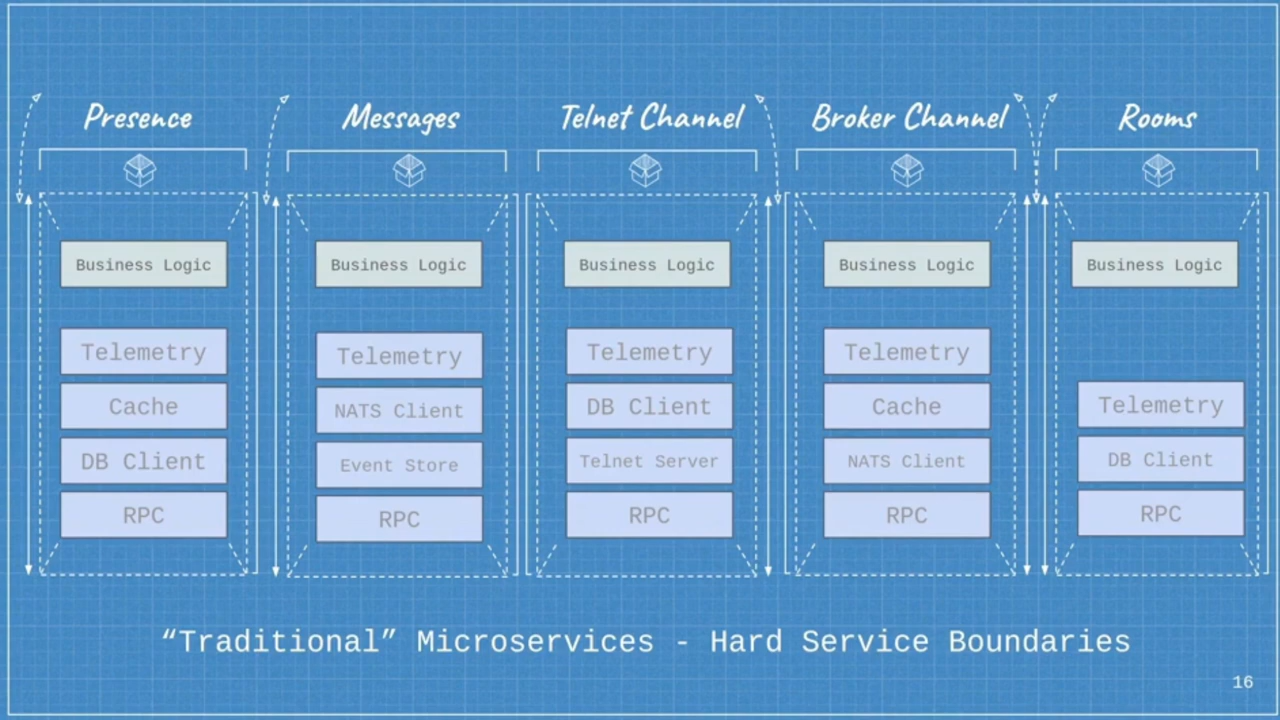 Presence
Messages
Telnet Channel
Broker Channel
Rooms
Business Logic
Telemetry
Cache
DB Client
RPC
Business Logic
Telemetry
NATS Client
Event Store
RPC
Business Logic
Telemetry
DB Client
Telnet Server
RPC
Business Logic
Telemetry
Cache
NATS Client
RPC
Business Logic
Telemetry
DB Client
RPC
“Traditional” Microservices - Hard Service Boundaries
16